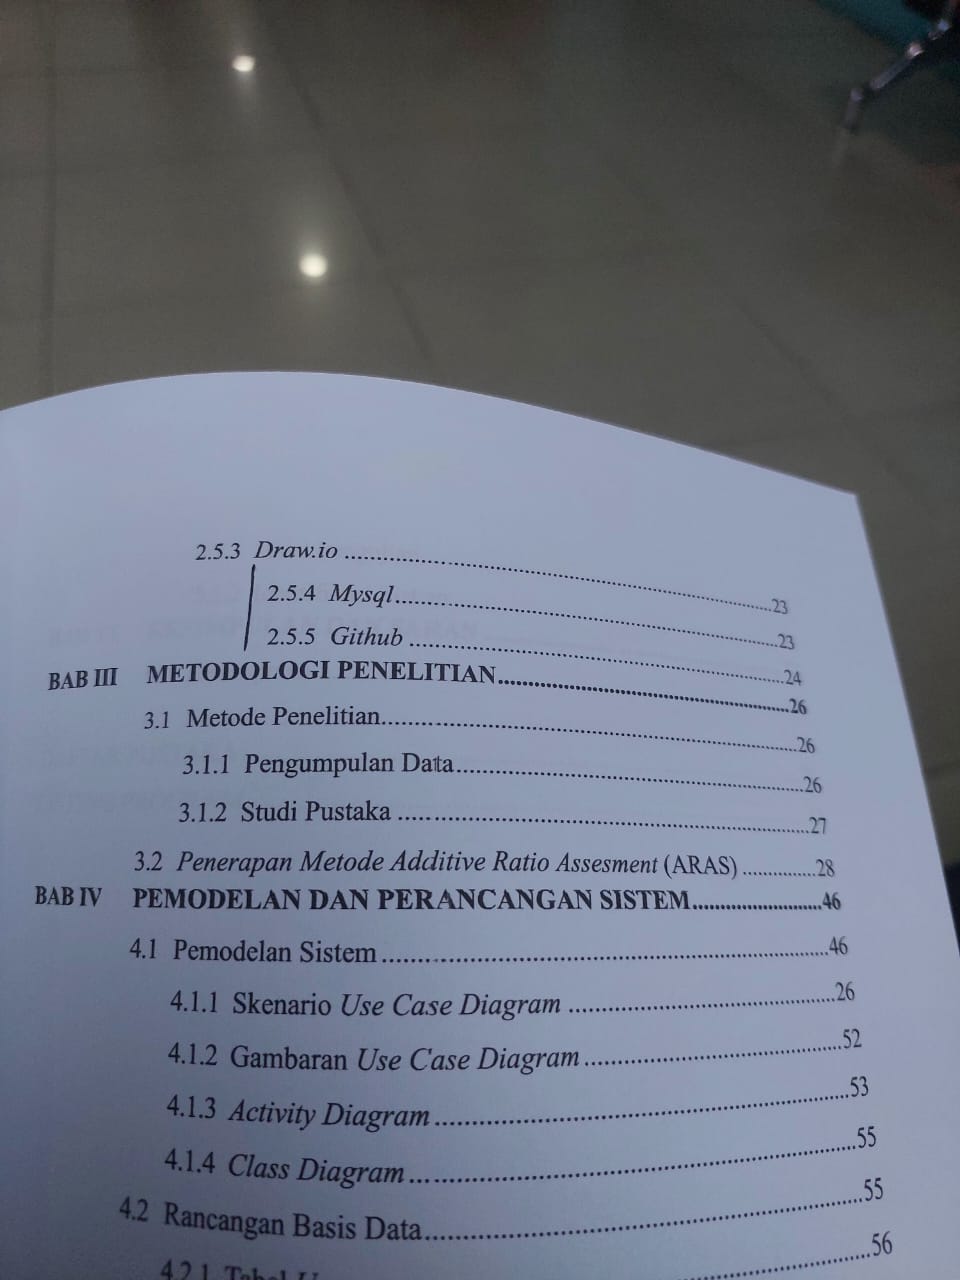 2.5.3 Draw.io ........................................................23
2.5.4 Mysql........................................................23
2.5.5 Github ........................................................24
BAB III METODOLOGI PENELITIAN........................................................26
3.1 Metode Penelitian........................................................26
3.1.1 Pengumpulan Data........................................................26
3.1.2 Studi Pustaka ........................................................27
3.2 Penerapan Metode Additive Ratio Assesment (ARAS) ..............28
BAB IV PEMODELAN DAN PERANCANGAN SISTEM..........................46
4.1 Pemodelan Sistem ........................................................46
4.1.1 Skenario Use Case Diagram ........................................................26
4.1.2 Gambaran Use Case Diagram ........................................................52
4.1.3 Activity Diagram ........................................................53
4.1.4 Class Diagram ........................................................55
4.2 Rancangan Basis Data........................................................55
4.2.1 Tabel ........................................................56